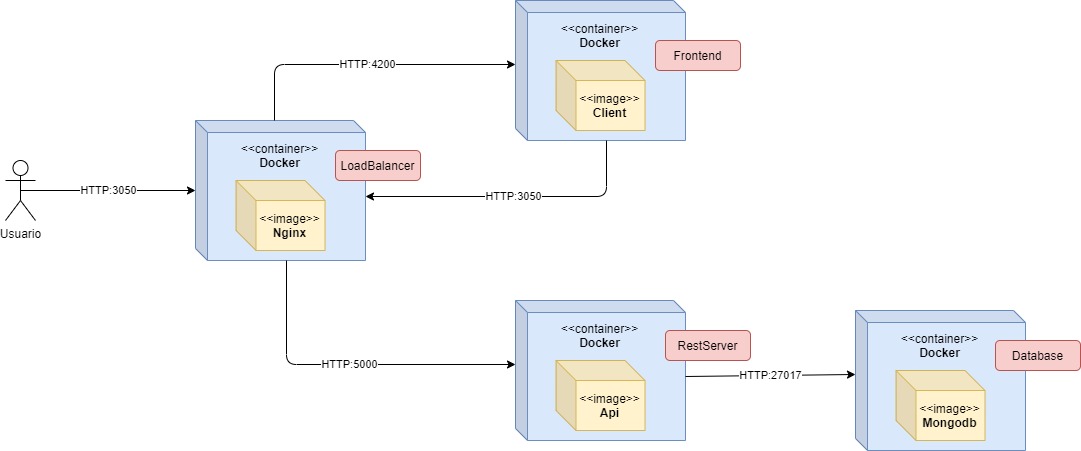 <<container>>
Docker
Frontend
<<image>>
Client
HTTP:4200
<<container>>
Docker
LoadBalancer
<<image>>
Nginx
HTTP:3050
Usuario
HTTP:3050
HTTP:5000
<<container>>
Docker
RestServer
<<image>>
Api
HTTP:27017
<<container>>
Docker
Database
<<image>>
Mongodb